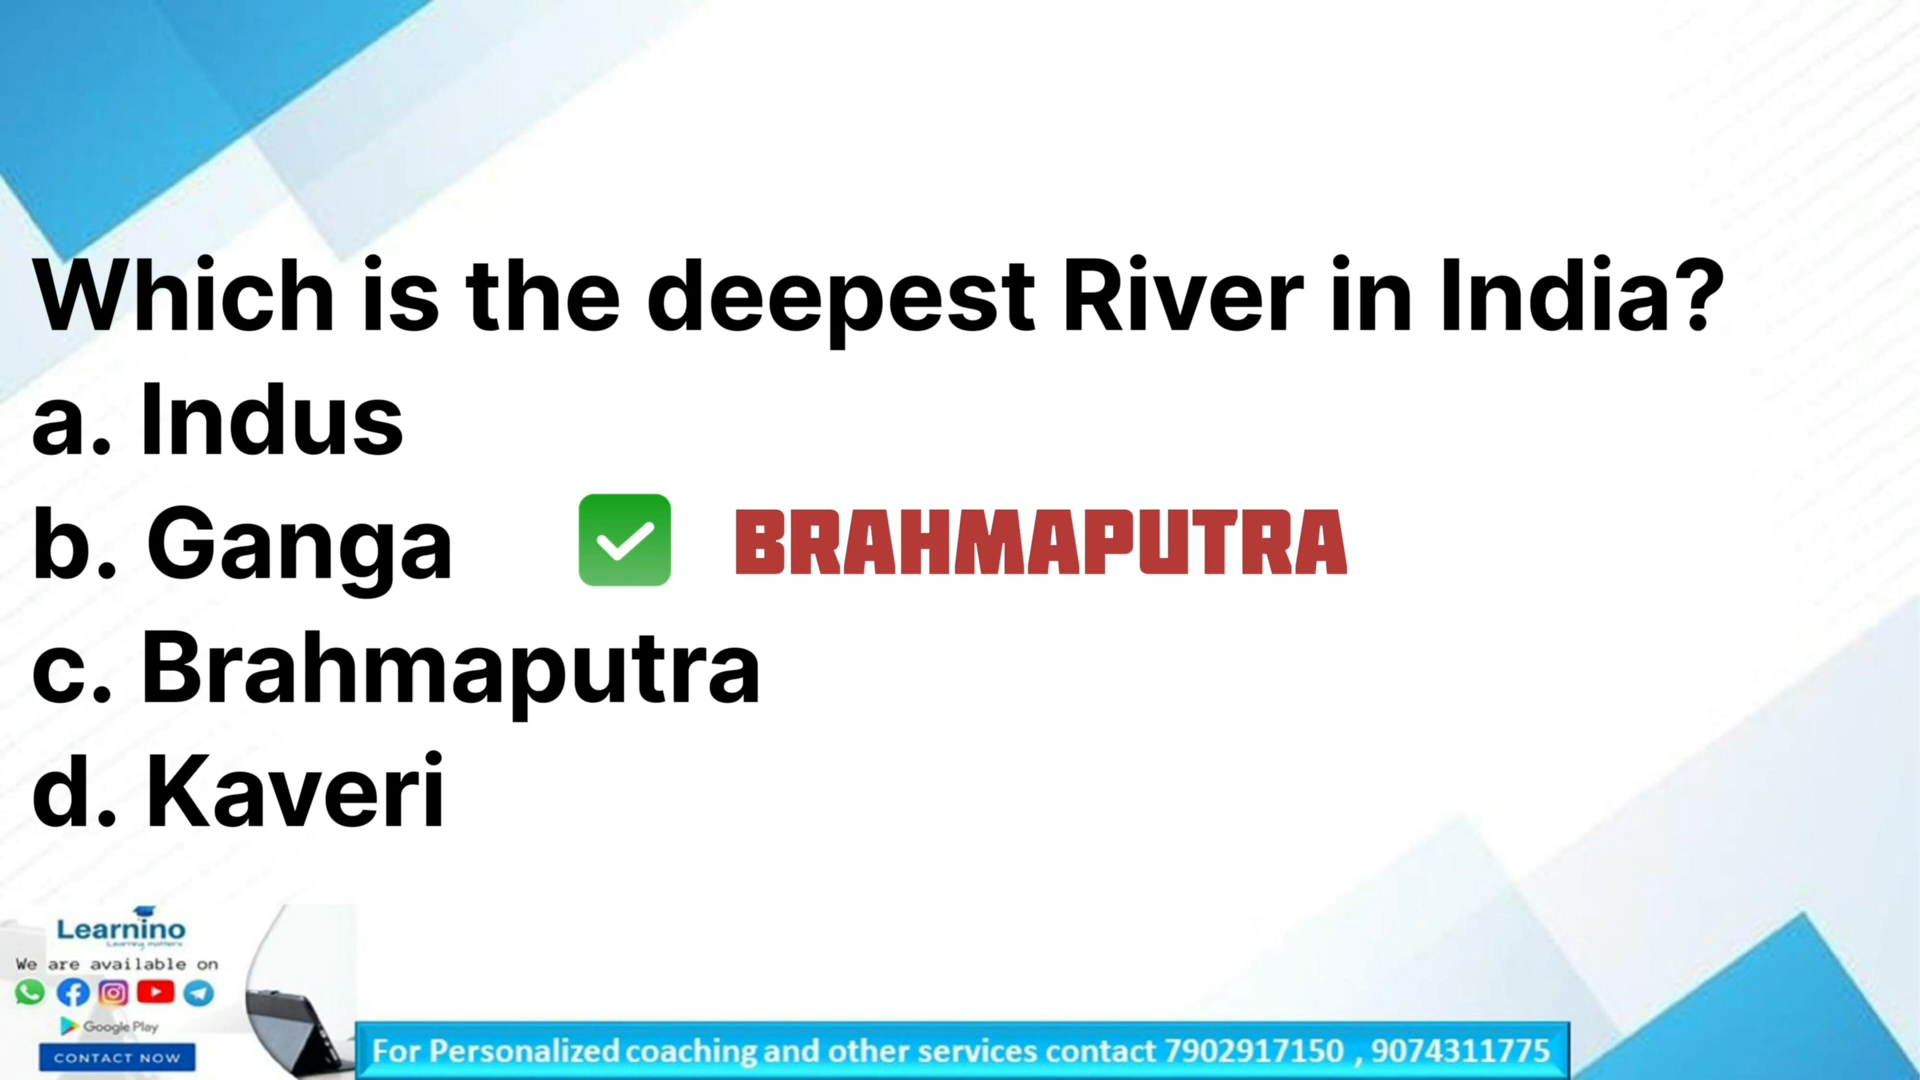 Which is the deepest River in India?
a. Indus
b. Ganga
BRAHMAPUTRA
c. Brahmaputra
d. Kaveri
Learnino
Learning matters
We are available on
Google Play
CONTACT NOW
For Personalized coaching and other services contact 7902917150 , 9074311775